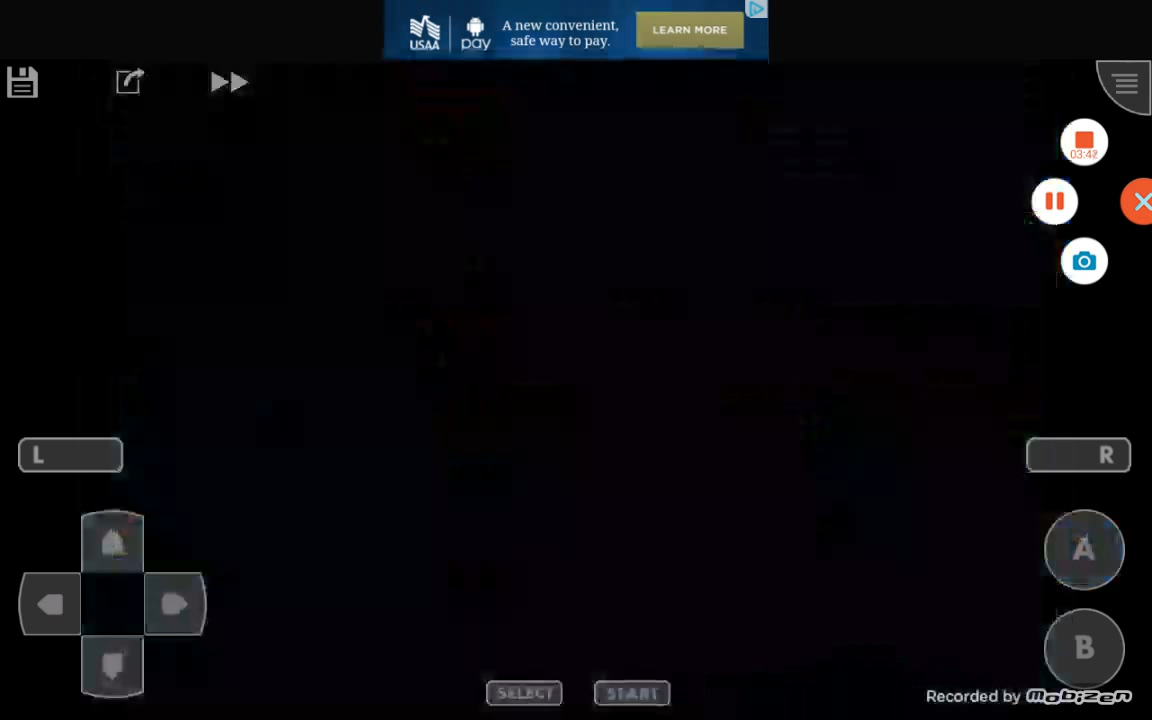 USAA
pay
A new convenient,
safe way to pay.
LEARN MORE
03:42
L
R
A
B
SELECT
START
Recorded by Mobizen